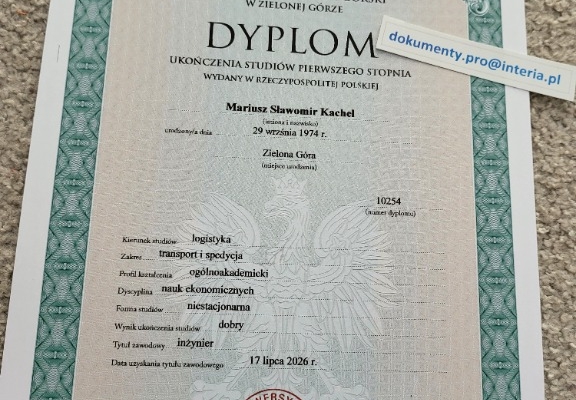 W ZIELONEJ GÓRZE
DYPLOM
dokumenty.pro@interia.pl
UKOŃCZENIA STUDIÓW PIERWSZEGO STOPNIA
WYDANY W RZECZYPOSPOLITEJ POLSKIEJ
Mariusz Sławomir Kachel
(imiona i nazwisko)
urodzony/a dnia 29 września 1974 r.
Zielona Góra
(miejsce urodzenia)
10254
(numer dyplomu)
Kierunek studiów logistyka
Zakres transport i spedycja
Profil kształcenia ogólnoakademicki
Dyscyplina nauk ekonomicznych
Forma studiów niestacjonarna
Wynik ukończenia studiów dobry
Tytuł zawodowy inżynier
Data uzyskania tytułu zawodowego 17 lipca 2026 r.